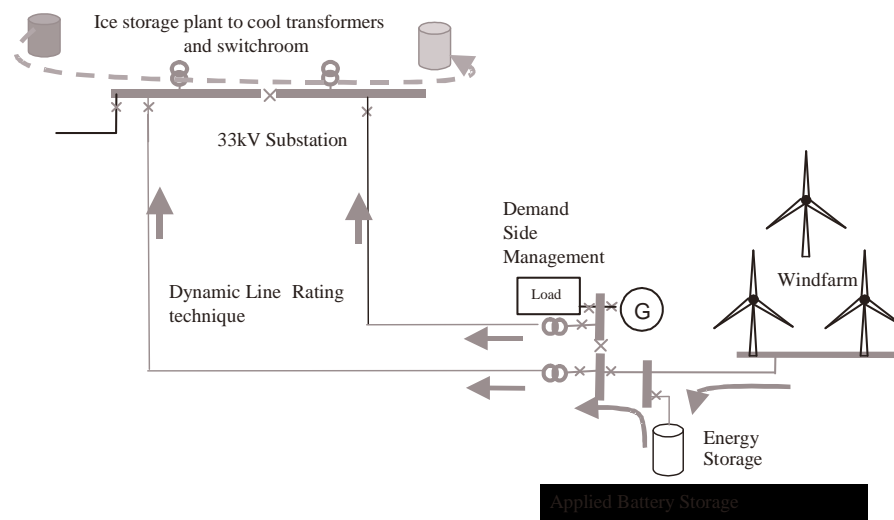 Ice storage plant to cool transformers
and switchroom
33kV Substation
Demand
Side
Management
Windfarm
Dynamic Line Rating
technique
Load
G
Energy
Storage
Applied Battery Storage